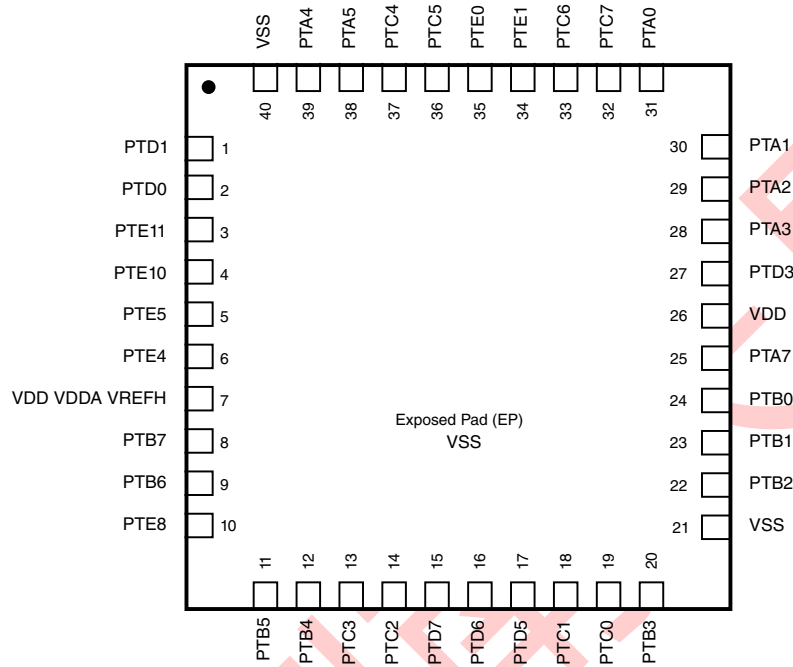 VSS PTA4 PTA5 PTC4 PTC5 PTE0 PTE1 PTC6 PTC7 PTA0
40 39 38 37 36 35 34 33 32 31
PTD1 1
PTD0 2
PTE11 3
PTE10 4
PTE5 5
PTE4 6
VDD VDDA VREFH 7
PTB7 8
PTB6 9
PTE8 10
Exposed Pad (EP)
VSS
30 PTA1
29 PTA2
28 PTA3
27 PTD3
26 VDD
25 PTA7
24 PTB0
23 PTB1
22 PTB2
21 VSS
11 12 13 14 15 16 17 18 19 20
PTB5 PTB4 PTC3 PTC2 PTD7 PTD6 PTD5 PTC1 PTC0 PTB3